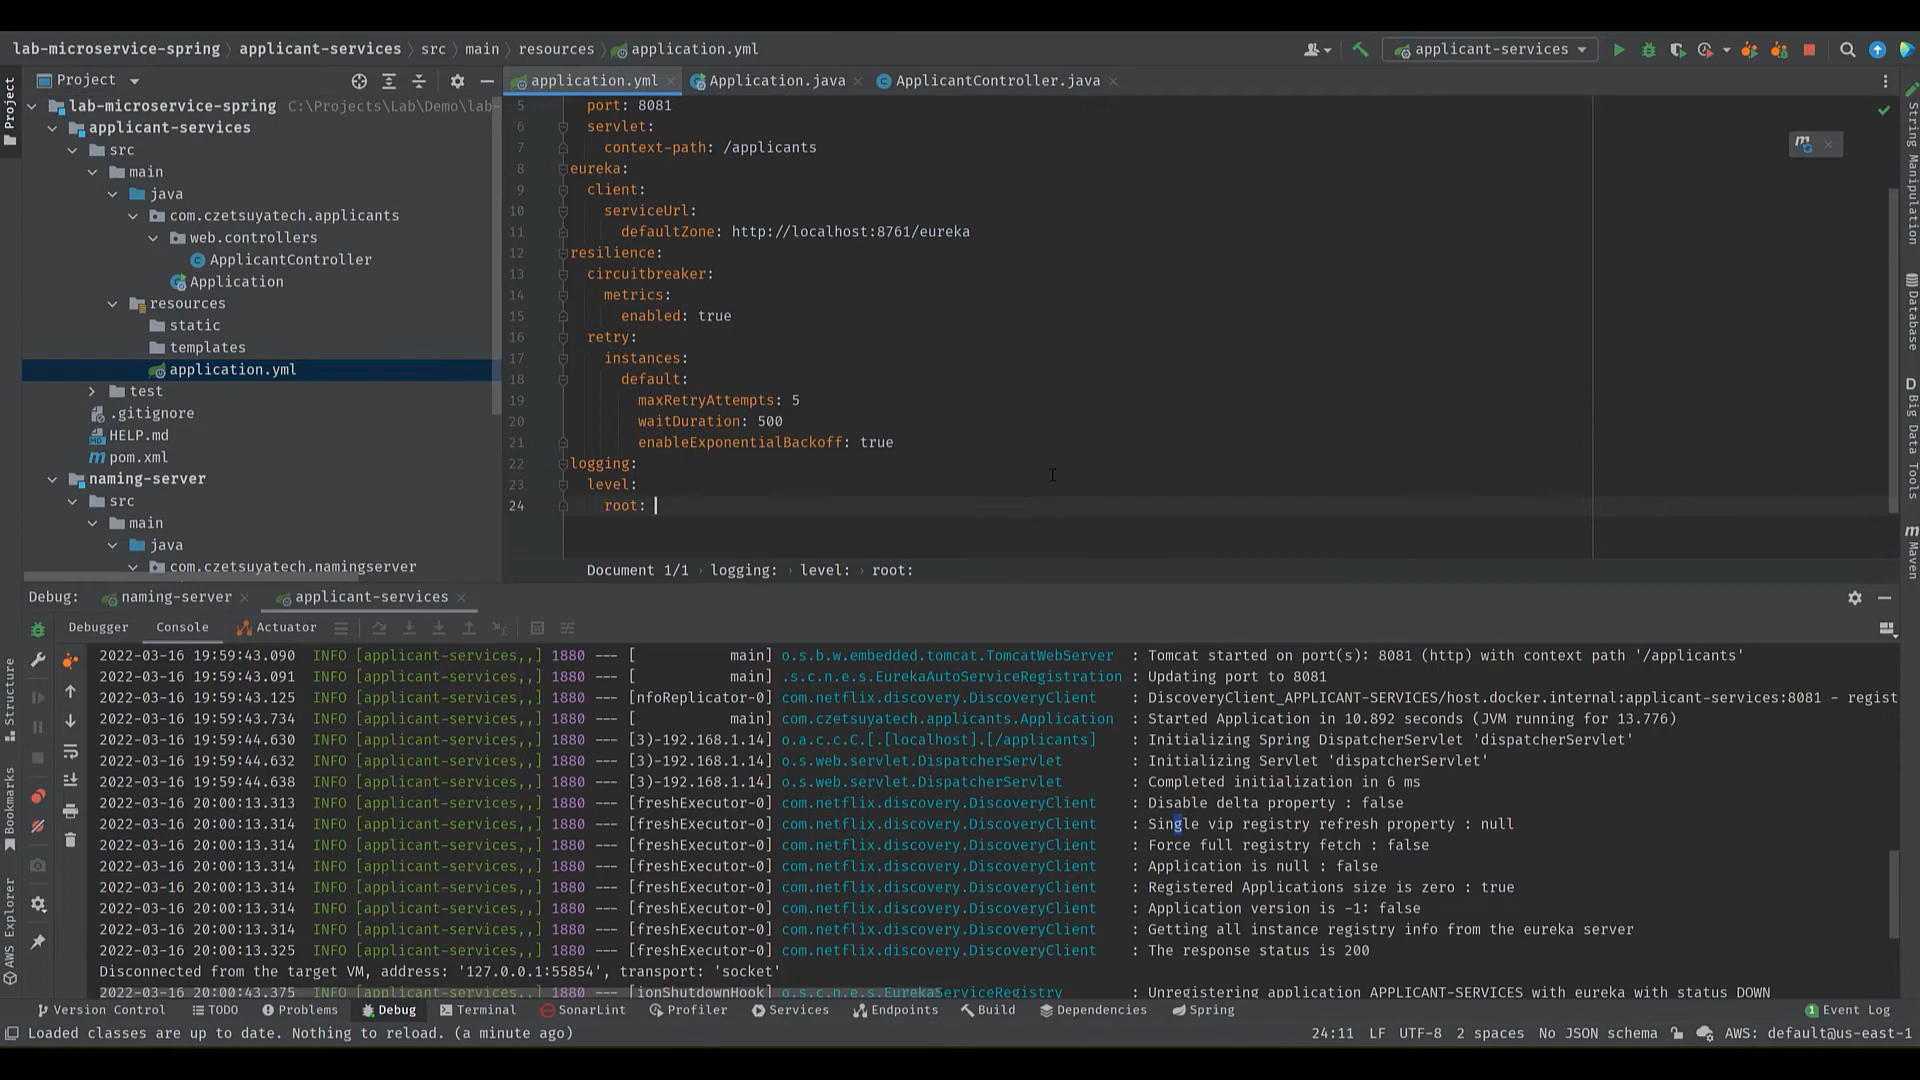 lab-microservice-spring › applicant-services › src › main › resources › application.yml
applicant-services
Project
application.yml
Application.java
ApplicantController.java
Project
lab-microservice-spring C:\Projects\Lab\Demo\lab-
applicant-services
src
main
java
com.czetsuyatech.applicants
web.controllers
ApplicantController
Application
resources
static
templates
application.yml
test
.gitignore
HELP.md
pom.xml
naming-server
src
main
java
com.czetsuyatech.namingserver
5 port: 8081
6 servlet:
7 context-path: /applicants
8 eureka:
9 client:
10 serviceUrl:
11 defaultZone: http://localhost:8761/eureka
12 resilience:
13 circuitbreaker:
14 metrics:
15 enabled: true
16 retry:
17 instances:
18 default:
19 maxRetryAttempts: 5
20 waitDuration: 500
21 enableExponentialBackoff: true
22 logging:
23 level:
24 root:
Document 1/1 › logging: › level: › root:
String Manipulation
Database
Big Data Tools
Maven
Debug: naming-server applicant-services
Debugger Console Actuator
2022-03-16 19:59:43.090 INFO [applicant-services,,] 1880 --- [ main] o.s.b.w.embedded.tomcat.TomcatWebServer : Tomcat started on port(s): 8081 (http) with context path '/applicants'
2022-03-16 19:59:43.091 INFO [applicant-services,,] 1880 --- [ main] .s.c.n.e.s.EurekaAutoServiceRegistration : Updating port to 8081
2022-03-16 19:59:43.125 INFO [applicant-services,,] 1880 --- [nfoReplicator-0] com.netflix.discovery.DiscoveryClient : DiscoveryClient_APPLICANT-SERVICES/host.docker.internal:applicant-services:8081 - regist
2022-03-16 19:59:43.734 INFO [applicant-services,,] 1880 --- [ main] com.czetsuyatech.applicants.Application : Started Application in 10.892 seconds (JVM running for 13.776)
2022-03-16 19:59:44.630 INFO [applicant-services,,] 1880 --- [3)-192.168.1.14] o.a.c.c.C.[.[localhost].[/applicants] : Initializing Spring DispatcherServlet 'dispatcherServlet'
2022-03-16 19:59:44.632 INFO [applicant-services,,] 1880 --- [3)-192.168.1.14] o.s.web.servlet.DispatcherServlet : Initializing Servlet 'dispatcherServlet'
2022-03-16 19:59:44.638 INFO [applicant-services,,] 1880 --- [3)-192.168.1.14] o.s.web.servlet.DispatcherServlet : Completed initialization in 6 ms
2022-03-16 20:00:13.313 INFO [applicant-services,,] 1880 --- [freshExecutor-0] com.netflix.discovery.DiscoveryClient : Disable delta property : false
2022-03-16 20:00:13.314 INFO [applicant-services,,] 1880 --- [freshExecutor-0] com.netflix.discovery.DiscoveryClient : Single vip registry refresh property : null
2022-03-16 20:00:13.314 INFO [applicant-services,,] 1880 --- [freshExecutor-0] com.netflix.discovery.DiscoveryClient : Force full registry fetch : false
2022-03-16 20:00:13.314 INFO [applicant-services,,] 1880 --- [freshExecutor-0] com.netflix.discovery.DiscoveryClient : Application is null : false
2022-03-16 20:00:13.314 INFO [applicant-services,,] 1880 --- [freshExecutor-0] com.netflix.discovery.DiscoveryClient : Registered Applications size is zero : true
2022-03-16 20:00:13.314 INFO [applicant-services,,] 1880 --- [freshExecutor-0] com.netflix.discovery.DiscoveryClient : Application version is -1: false
2022-03-16 20:00:13.314 INFO [applicant-services,,] 1880 --- [freshExecutor-0] com.netflix.discovery.DiscoveryClient : Getting all instance registry info from the eureka server
2022-03-16 20:00:13.325 INFO [applicant-services,,] 1880 --- [freshExecutor-0] com.netflix.discovery.DiscoveryClient : The response status is 200
Disconnected from the target VM, address: '127.0.0.1:55854', transport: 'socket'
2022-03-16 20:00:43.375 INFO [applicant-services,,] 1880 --- [ionShutdownHook] o.s.c.n.e.s.EurekaServiceRegistry : Unregistering application APPLICANT-SERVICES with eureka with status DOWN
Structure
Bookmarks
AWS Explorer
Version Control TODO Problems Debug Terminal SonarLint Profiler Services Endpoints Build Dependencies Spring 1 Event Log
Loaded classes are up to date. Nothing to reload. (a minute ago) 24:11 LF UTF-8 2 spaces No JSON schema AWS: default@us-east-1